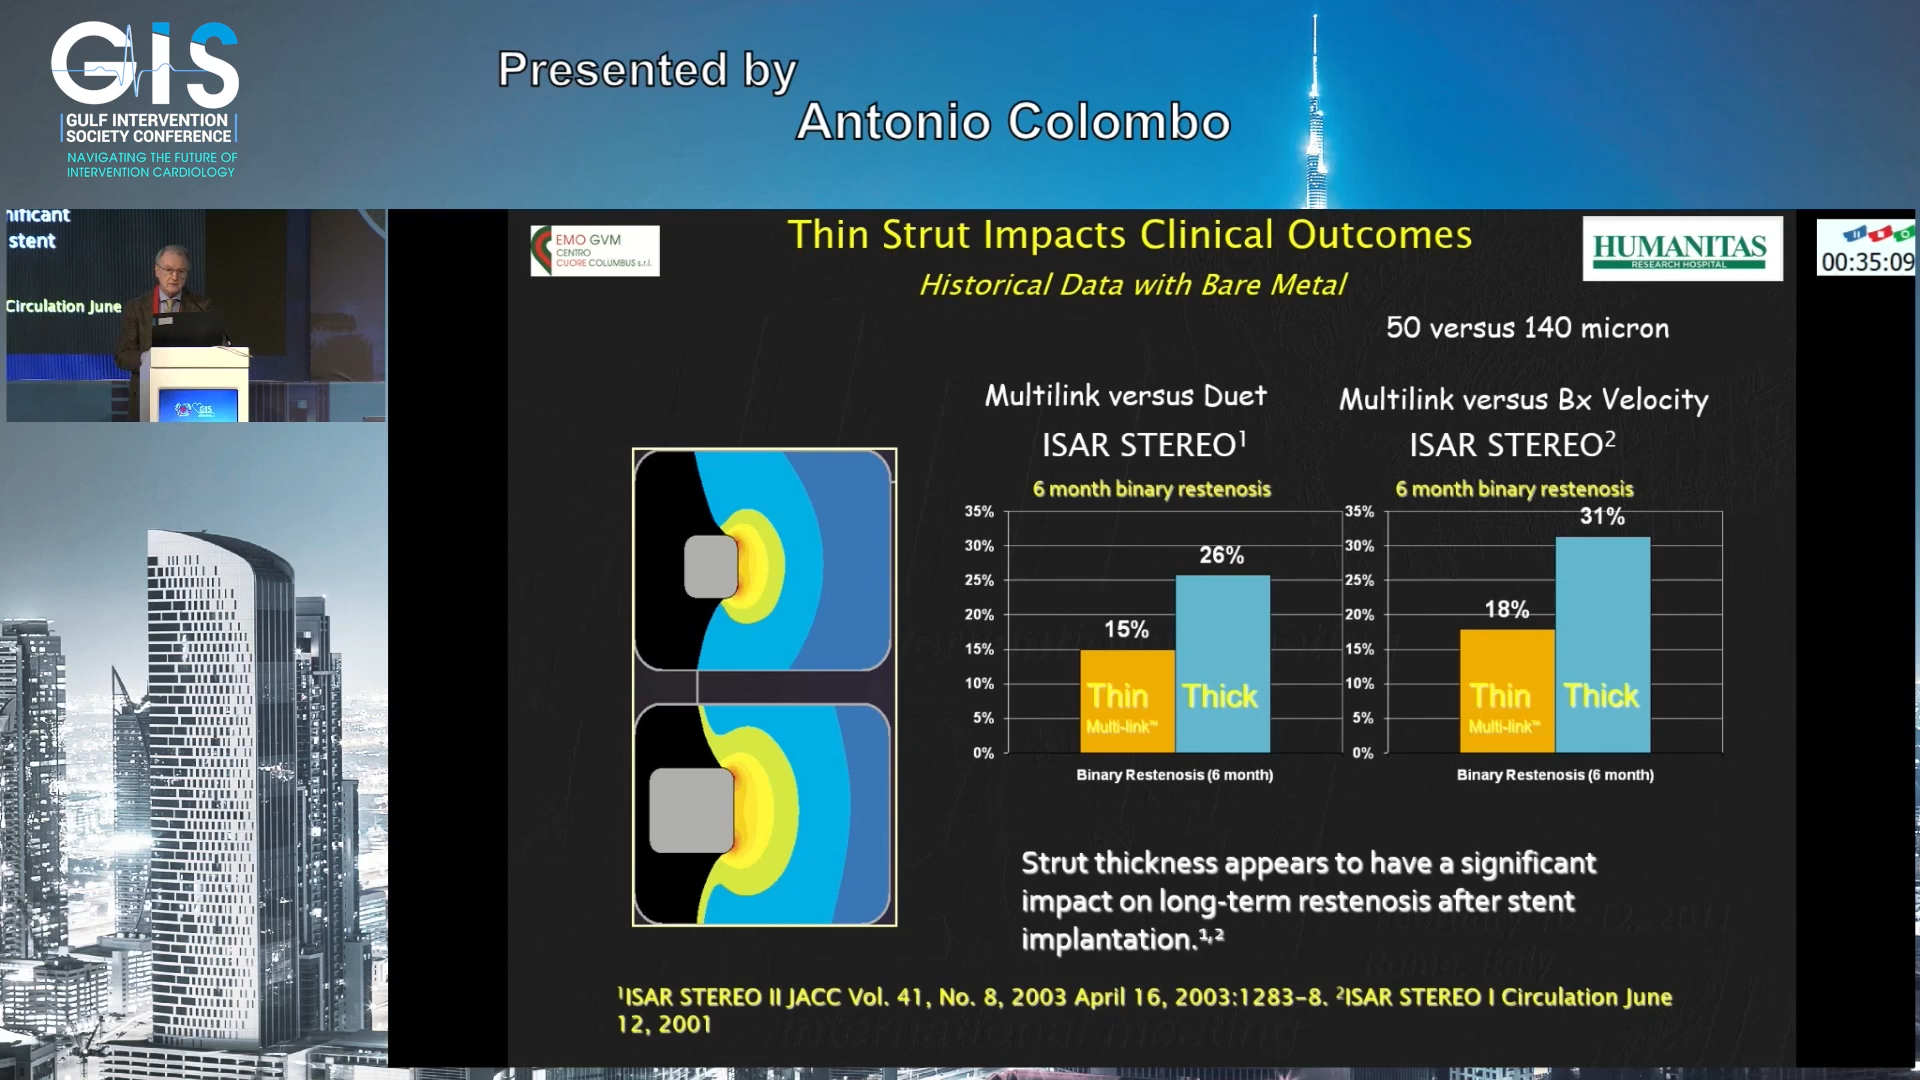 GIS
GULF INTERVENTION
SOCIETY CONFERENCE
NAVIGATING THE FUTURE OF
INTERVENTION CARDIOLOGY
Presented by
Antonio Colombo
nificant
stent
Circulation June
GIS
EMO GVM
CENTRO
CUORE COLUMBUS s.r.l.
Thin Strut Impacts Clinical Outcomes
Historical Data with Bare Metal
HUMANITAS
RESEARCH HOSPITAL
00:35:09
50 versus 140 micron
Multilink versus Duet
ISAR STEREO¹
6 month binary restenosis
35%
30%
25%
20%
15%
10%
5%
0%
15%
26%
Thin
Multi-link™
Thick
Binary Restenosis (6 month)
Multilink versus Bx Velocity
ISAR STEREO²
6 month binary restenosis
35%
30%
25%
20%
15%
10%
5%
0%
18%
31%
Thin
Multi-link™
Thick
Binary Restenosis (6 month)
Strut thickness appears to have a significant
impact on long-term restenosis after stent
implantation.¹,²
¹ISAR STEREO II JACC Vol. 41, No. 8, 2003 April 16, 2003:1283–8. ²ISAR STEREO I Circulation June
12, 2001